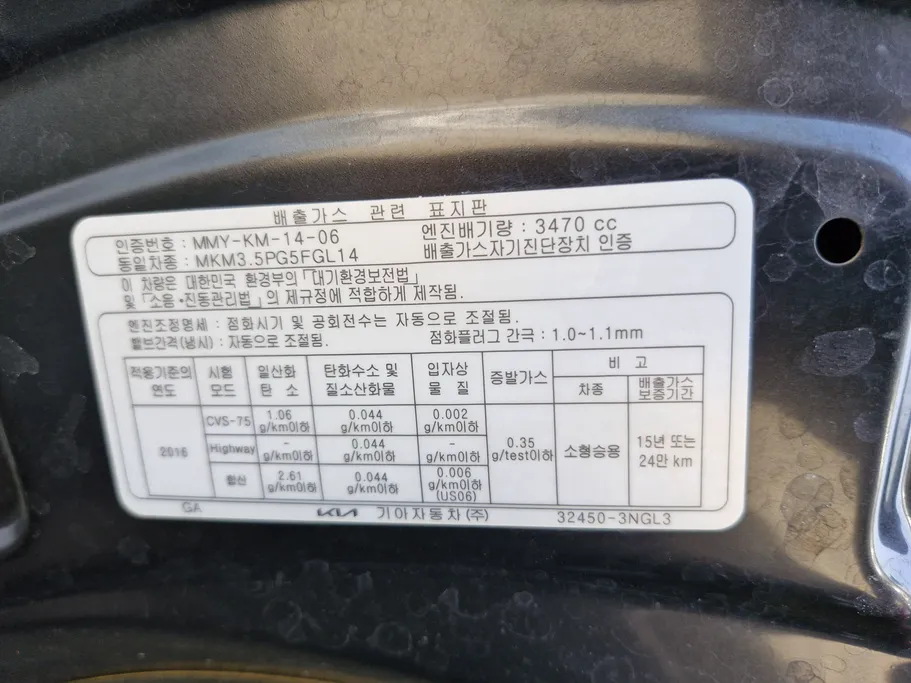 배출가스 관련 표지판
인증번호 : MMY-KM-14-06 엔진배기량 : 3470 cc
동일차종 : MKM3.5PG5FGL14 배출가스자기진단장치 인증
이 차량은 대한민국 환경부의 「대기환경보전법」
및 「소음·진동관리법」의 제규정에 적합하게 제작됨.
엔진조정명세 : 점화시기 및 공회전수는 자동으로 조절됨.
밸브간격(냉시) : 자동으로 조절됨. 점화플러그 간극 : 1.0~1.1mm
적용기준의 시험 일산화 탄화수소 및 입자상 증발가스 비 고
연도 모드 탄 소 질소산화물 물 질 차종 배출가스
보증기간
2016 CVS-75 1.06 0.044 0.002 0.35 소형승용 15년 또는
g/km이하 g/km이하 g/km이하 g/test이하 24만 km
Highway - 0.044 -
g/km이하 g/km이하 g/km이하
합산 2.61 0.044 0.006
g/km이하 g/km이하 g/km이하
(US06)
GA KIA 기아자동차(주) 32450-3NGL3